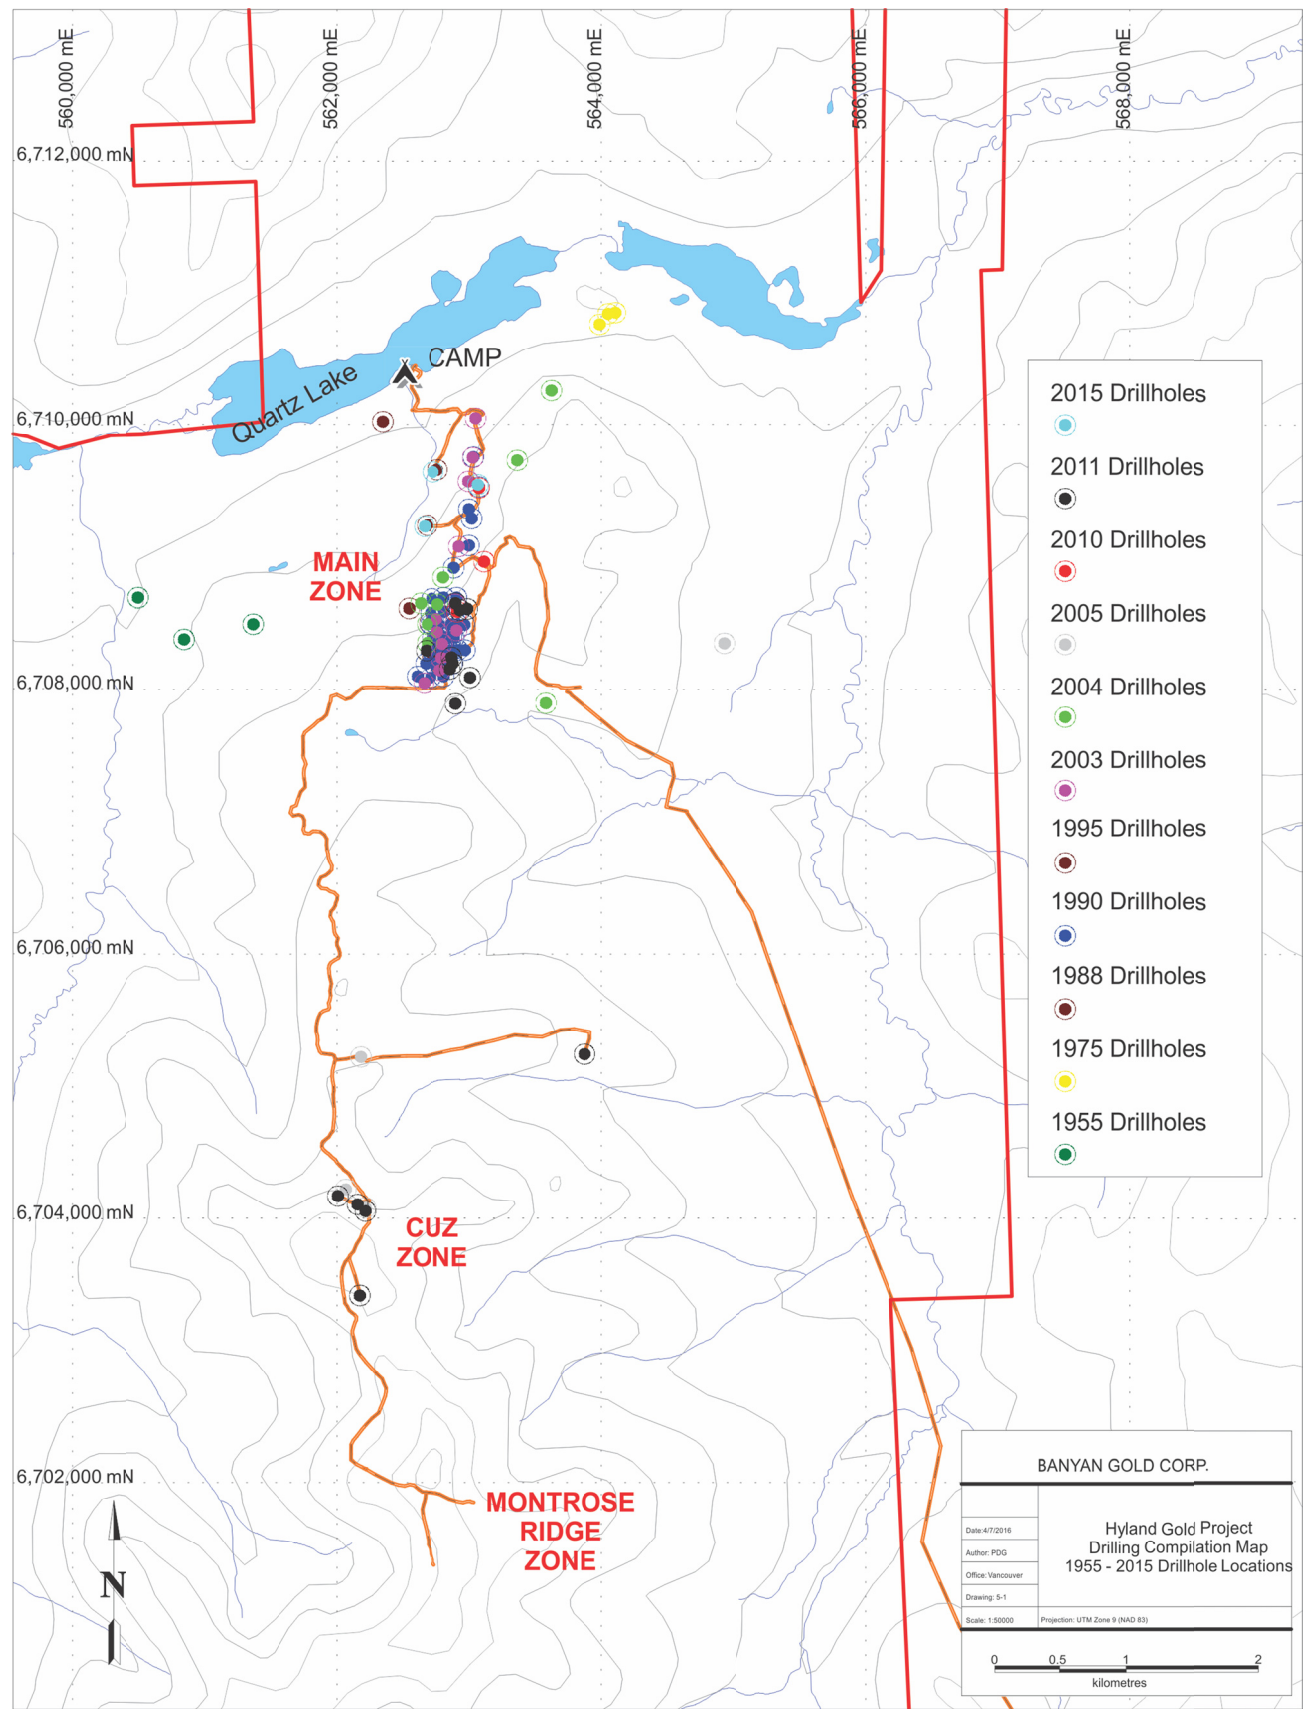 560,000 mE
562,000 mE
564,000 mE
566,000 mE
568,000 mE
6,712,000 mN
6,710,000 mN
6,708,000 mN
6,706,000 mN
6,704,000 mN
6,702,000 mN
CAMP
Quartz Lake
MAIN
ZONE
CUZ
ZONE
MONTROSE
RIDGE
ZONE
N
2015 Drillholes
2011 Drillholes
2010 Drillholes
2005 Drillholes
2004 Drillholes
2003 Drillholes
1995 Drillholes
1990 Drillholes
1988 Drillholes
1975 Drillholes
1955 Drillholes
BANYAN GOLD CORP.
Date:4/7/2016
Author: PDG
Office: Vancouver
Drawing: 5-1
Scale: 1:50000
Projection: UTM Zone 9 (NAD 83)
Hyland Gold Project
Drilling Compilation Map
1955 - 2015 Drillhole Locations
0 0.5 1 2
kilometres